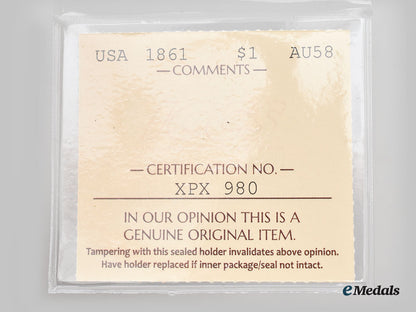 USA 1861 $1 AU58
— COMMENTS —
— CERTIFICATION NO. —
XPX 980
IN OUR OPINION THIS IS A
GENUINE ORIGINAL ITEM.
Tampering with this sealed holder invalidates above opinion.
Have holder replaced if inner package/seal not intact.
eMedals